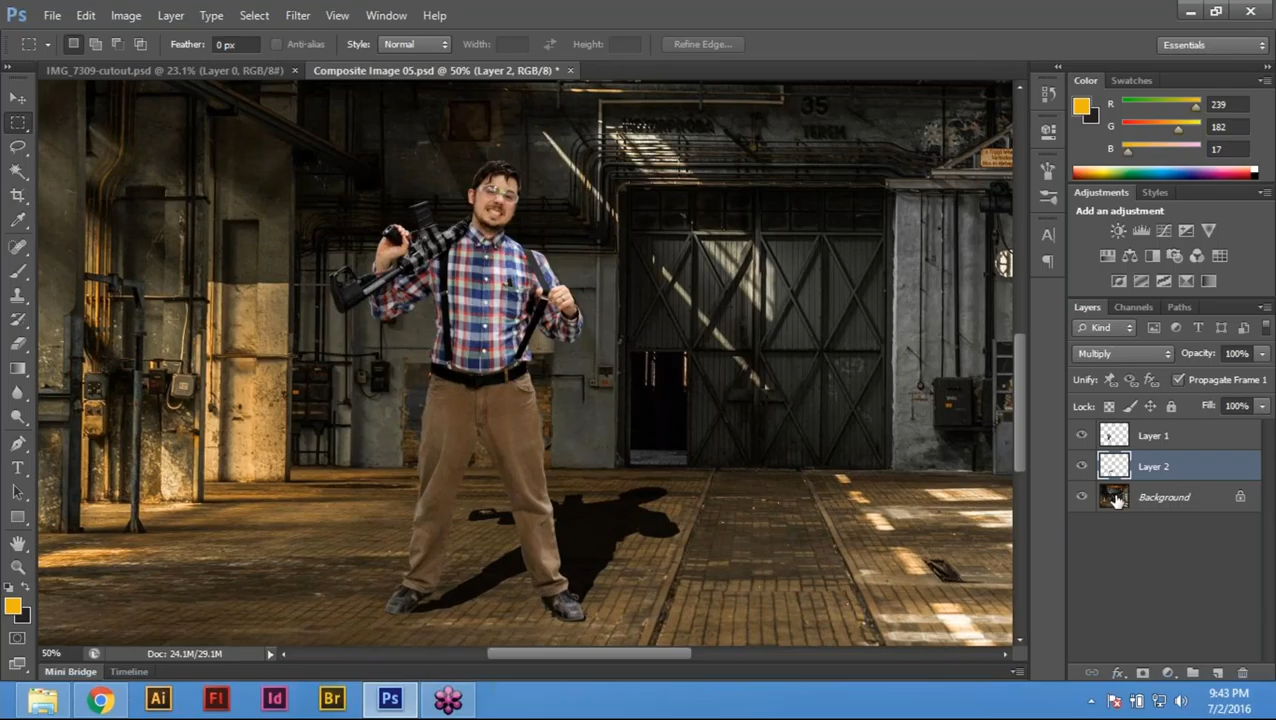 Ps File Edit Image Layer Type Select Filter View Window Help
Feather: 0 px Anti-alias Style: Normal Width: Height: Refine Edge... Essentials
IMG_7309-cutout.psd @ 23.1% (Layer 0, RGB/8#) × Composite Image 05.psd @ 50% (Layer 2, RGB/8) * ×
Color Swatches
R 239
G 182
B 17
35
Adjustments Styles
Add an adjustment
Layers Channels Paths
Kind
Multiply Opacity: 100%
Unify: Propagate Frame 1
Lock: Fill: 100%
Layer 1
Layer 2
Background
50% Doc: 24.1M/29.1M
Mini Bridge Timeline
Ai Fl Id Br Ps
9:43 PM
7/2/2016